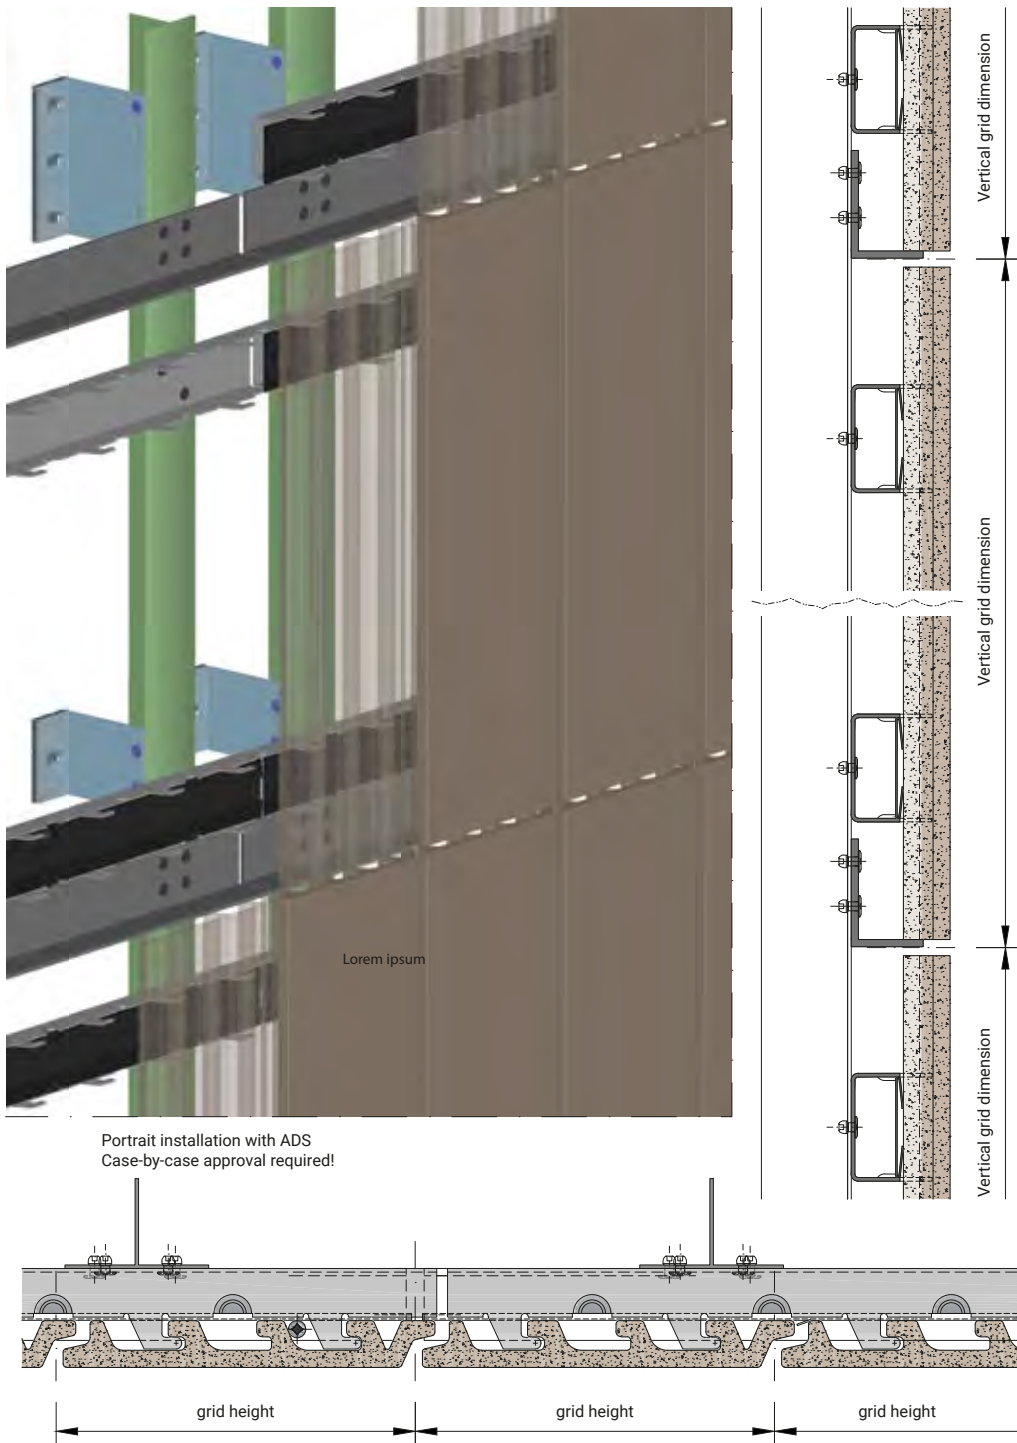 Vertical grid dimension
Vertical grid dimension
Lorem ipsum
Vertical grid dimension
Portrait installation with ADS
Case-by-case approval required!
grid height
grid height
grid height